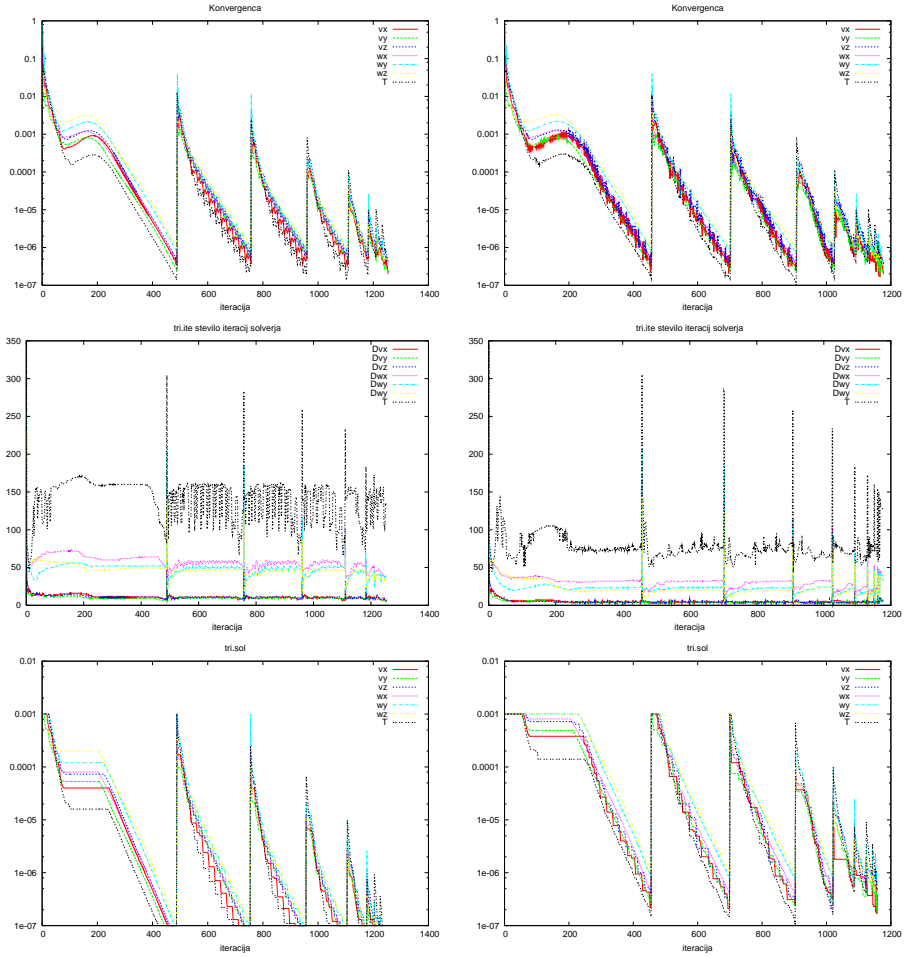 Konvergenca
1
0.1
0.01
0.001
0.0001
1e-05
1e-06
1e-07
0 200 400 600 800 1000 1200 1400
iteracija
vx
vy
vz
wx
wy
wz
T
Konvergenca
1
0.1
0.01
0.001
0.0001
1e-05
1e-06
1e-07
0 200 400 600 800 1000 1200
iteracija
vx
vy
vz
wx
wy
wz
T
tri.ite stevilo iteracij solverja
350
300
250
200
150
100
50
0
0 200 400 600 800 1000 1200 1400
iteracija
Dvx
Dvy
Dvz
Dwx
Dwy
Dwy
T
tri.ite stevilo iteracij solverja
350
300
250
200
150
100
50
0
0 200 400 600 800 1000 1200
iteracija
Dvx
Dvy
Dvz
Dwx
Dwy
Dwy
T
tri.sol
0.01
0.001
0.0001
1e-05
1e-06
1e-07
0 200 400 600 800 1000 1200 1400
iteracija
vx
vy
vz
wx
wy
wz
T
tri.sol
0.01
0.001
0.0001
1e-05
1e-06
1e-07
0 200 400 600 800 1000 1200
iteracija
vx
vy
vz
wx
wy
wz
T